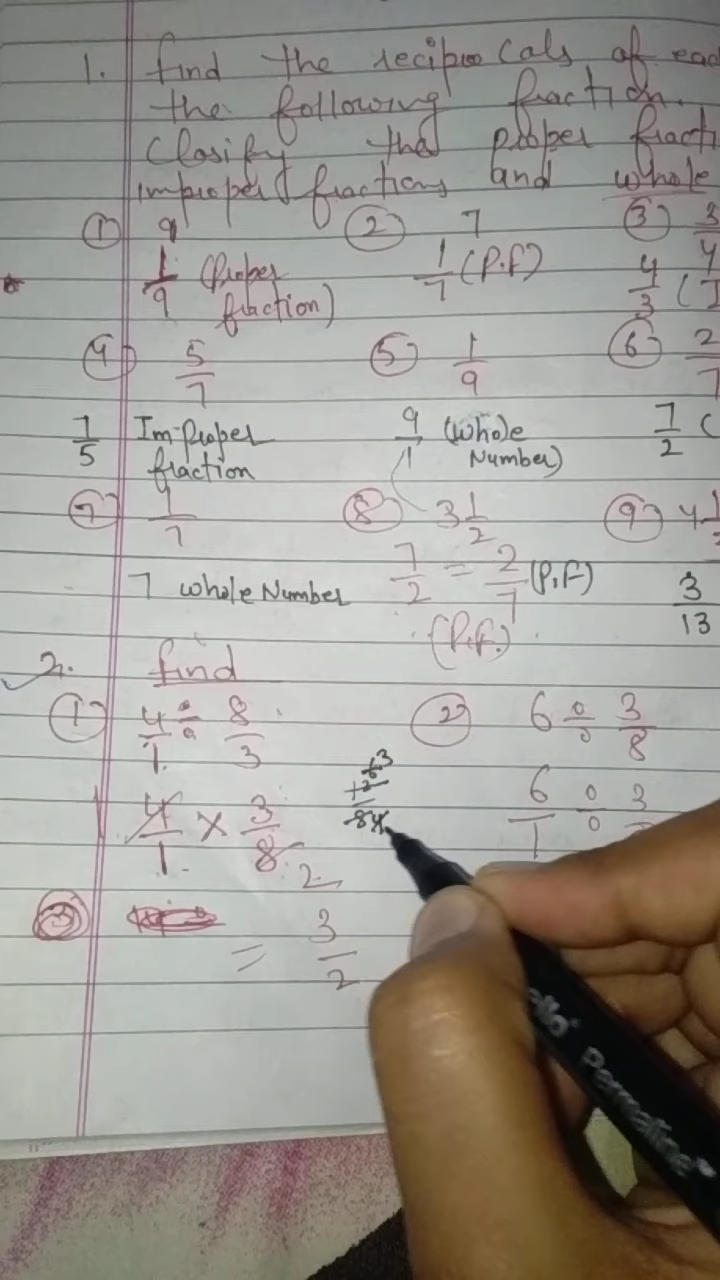 1. find the reciprocals of eac
the following fraction.
Clasify the proper fracti
improper fractions and whole
① 9 ② 7 ③ 3/4
1/9 (Proper fraction) 1/7 (P.F) 4/3 (I
④ 5/7 ⑤ 1/9 ⑥ 2/7
7/5 Improper fraction 9/1 (Whole Number) 7/2 (
⑦ 1/7 ⑧ 3 1/2 ⑨ 4 1/
7 whole Number 7/2 = 2/7 (P.F) 3/13
(P.F.)
2. find
① 4/1 ÷ 8/3 ② 6 ÷ 3/8
4/1 × 3/8 2 6/1 ÷ 3
③
= 3/2
Permaline